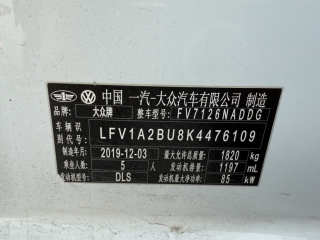 中国 一汽-大众汽车有限公司 制造
品牌 大众牌 整车型号 FV7126NADDG
车辆识别代号 LFV1A2BU8K4476109
制造年月 2019-12-03 最大允许总质量 1820 kg
乘坐人数 5 发动机排量 1197 mL
发动机型号 DLS 发动机最大净功率 85 kW